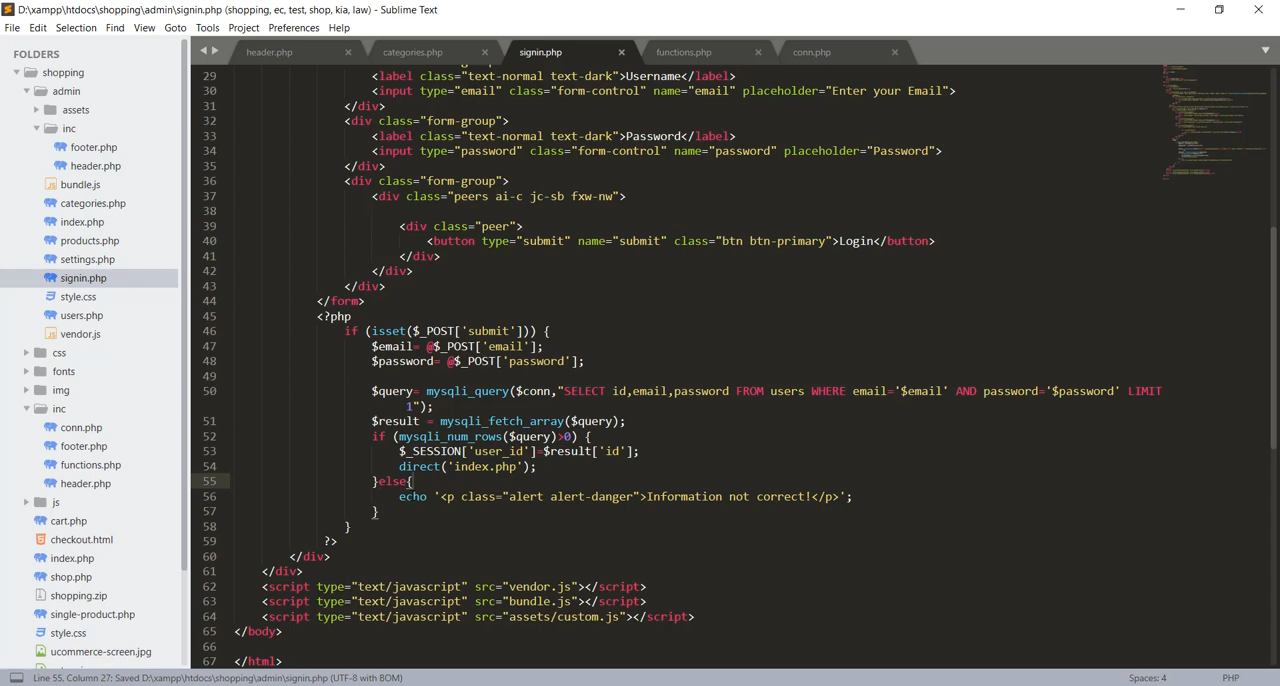 D:\xampp\htdocs\shopping\admin\signin.php (shopping, ec, test, shop, kia, law) - Sublime Text
File Edit Selection Find View Goto Tools Project Preferences Help
FOLDERS
shopping
admin
assets
inc
footer.php
header.php
bundle.js
categories.php
index.php
products.php
settings.php
signin.php
style.css
users.php
vendor.js
css
fonts
img
inc
conn.php
footer.php
functions.php
header.php
js
cart.php
checkout.html
index.php
shop.php
shopping.zip
single-product.php
style.css
ucommerce-screen.jpg
header.php categories.php signin.php functions.php conn.php
29 <label class="text-normal text-dark">Username</label>
30 <input type="email" class="form-control" name="email" placeholder="Enter your Email">
31 </div>
32 <div class="form-group">
33 <label class="text-normal text-dark">Password</label>
34 <input type="password" class="form-control" name="password" placeholder="Password">
35 </div>
36 <div class="form-group">
37 <div class="peers ai-c jc-sb fxw-nw">
38
39 <div class="peer">
40 <button type="submit" name="submit" class="btn btn-primary">Login</button>
41 </div>
42 </div>
43 </div>
44 </form>
45 <?php
46 if (isset($_POST['submit'])) {
47 $email= @$_POST['email'];
48 $password= @$_POST['password'];
49
50 $query= mysqli_query($conn,"SELECT id,email,password FROM users WHERE email='$email' AND password='$password' LIMIT
1");
51 $result = mysqli_fetch_array($query);
52 if (mysqli_num_rows($query)>0) {
53 $_SESSION['user_id']=$result['id'];
54 direct('index.php');
55 }else{
56 echo '<p class="alert alert-danger">Information not correct!</p>';
57 }
58 }
59 ?>
60 </div>
61 </div>
62 <script type="text/javascript" src="vendor.js"></script>
63 <script type="text/javascript" src="bundle.js"></script>
64 <script type="text/javascript" src="assets/custom.js"></script>
65 </body>
66
67 </html>
Line 55, Column 27: Saved D:\xampp\htdocs\shopping\admin\signin.php (UTF-8 with BOM) Spaces: 4 PHP